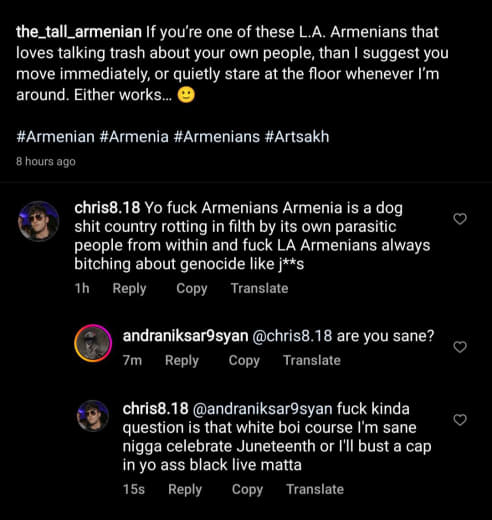 the_tall_armenian If you're one of these L.A. Armenians that
loves talking trash about your own people, than I suggest you
move immediately, or quietly stare at the floor whenever I'm
around. Either works... 🙂
#Armenian #Armenia #Armenians #Artsakh
8 hours ago
chris8.18 Yo fuck Armenians Armenia is a dog
shit country rotting in filth by its own parasitic
people from within and fuck LA Armenians always
bitching about genocide like j**s
1h Reply Copy Translate
andraniksar9syan @chris8.18 are you sane?
7m Reply Copy Translate
chris8.18 @andraniksar9syan fuck kinda
question is that white boi course I'm sane
nigga celebrate Juneteenth or I'll bust a cap
in yo ass black live matta
15s Reply Copy Translate